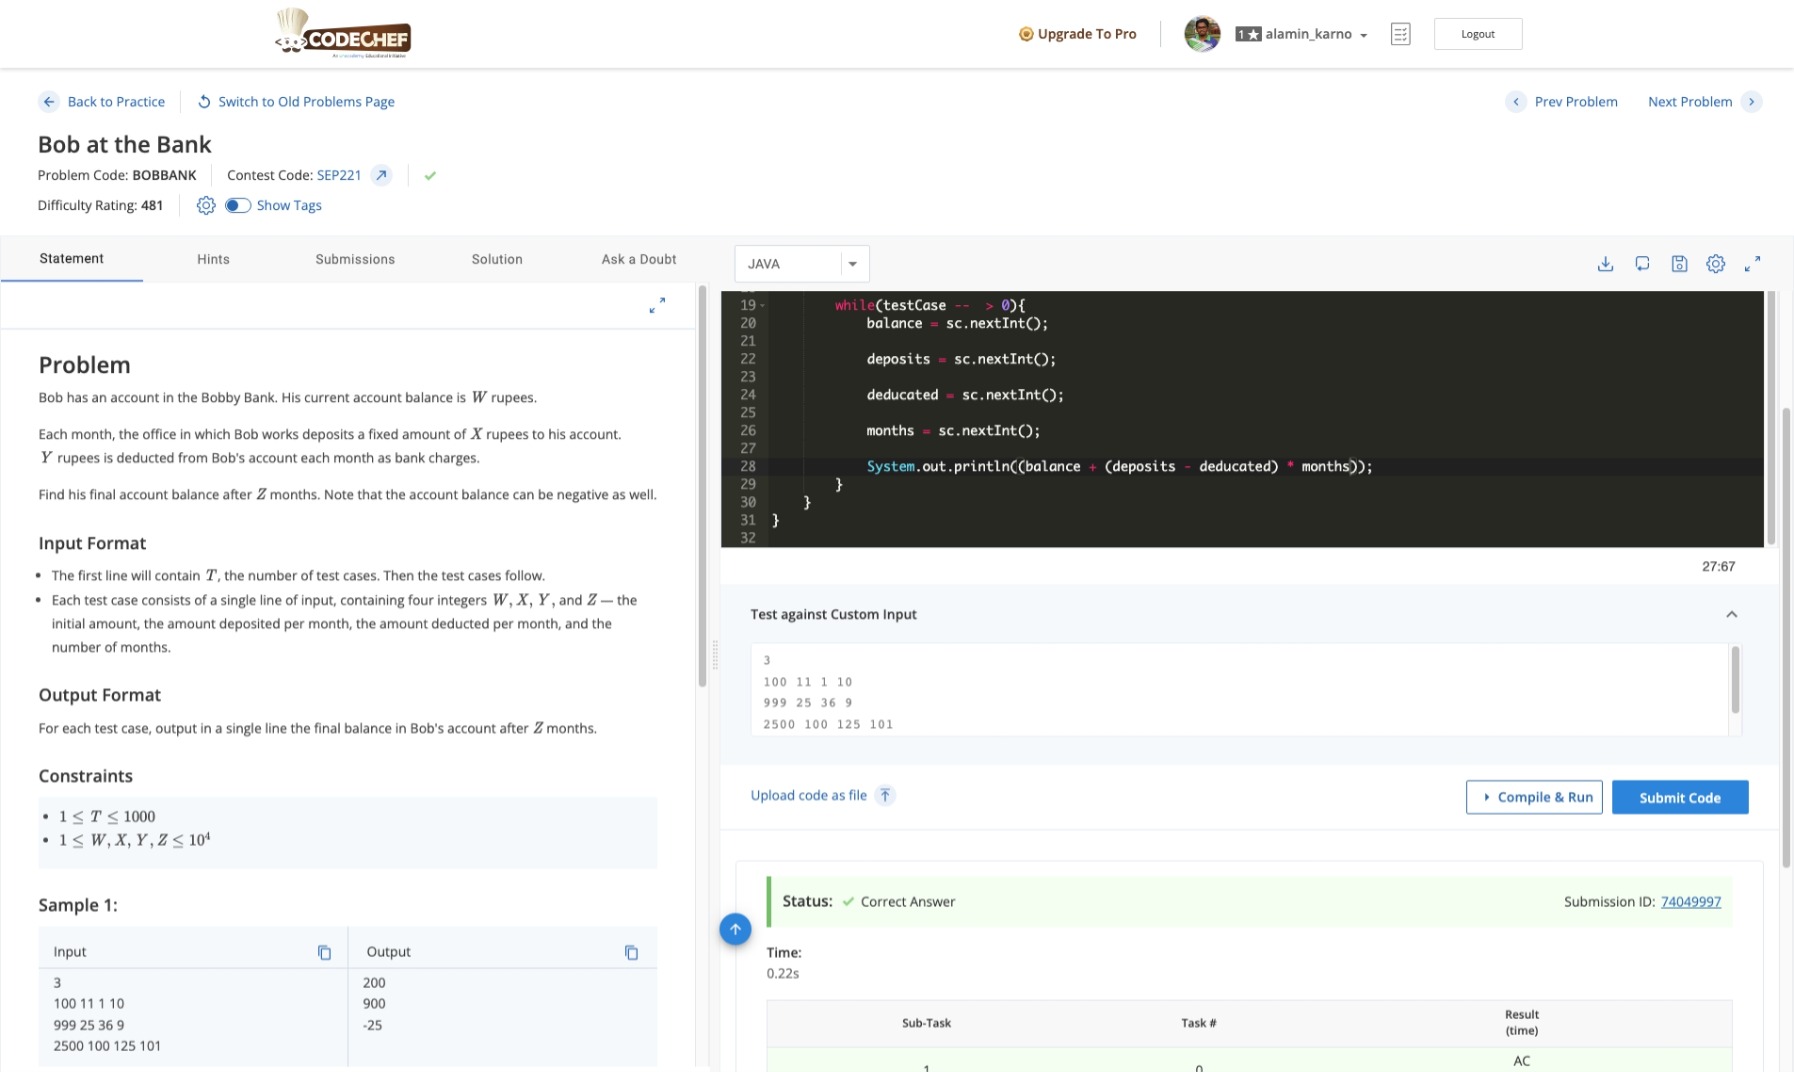 CODECHEF
Upgrade To Pro
1★ alamin_karno
Logout
Back to Practice
Switch to Old Problems Page
Prev Problem
Next Problem
Bob at the Bank
Problem Code: BOBBANK
Contest Code: SEP221
Difficulty Rating: 481
Show Tags
Statement
Hints
Submissions
Solution
Ask a Doubt
Problem
Bob has an account in the Bobby Bank. His current account balance is W rupees.
Each month, the office in which Bob works deposits a fixed amount of X rupees to his account.
Y rupees is deducted from Bob's account each month as bank charges.
Find his final account balance after Z months. Note that the account balance can be negative as well.
Input Format
• The first line will contain T, the number of test cases. Then the test cases follow.
• Each test case consists of a single line of input, containing four integers W, X, Y, and Z — the
initial amount, the amount deposited per month, the amount deducted per month, and the
number of months.
Output Format
For each test case, output in a single line the final balance in Bob's account after Z months.
Constraints
• 1 ≤ T ≤ 1000
• 1 ≤ W, X, Y, Z ≤ 10⁴
Sample 1:
Input
Output
3
100 11 1 10
999 25 36 9
2500 100 125 101
200
900
-25
JAVA
19 while(testCase -- > 0){
20 balance = sc.nextInt();
21
22 deposits = sc.nextInt();
23
24 deducated = sc.nextInt();
25
26 months = sc.nextInt();
27
28 System.out.println((balance + (deposits - deducated) * months));
29 }
30 }
31 }
32
27:67
Test against Custom Input
3
100 11 1 10
999 25 36 9
2500 100 125 101
Upload code as file
Compile & Run
Submit Code
Status: Correct Answer
Submission ID: 74049997
Time:
0.22s
Sub-Task
Task #
Result
(time)
1
0
AC